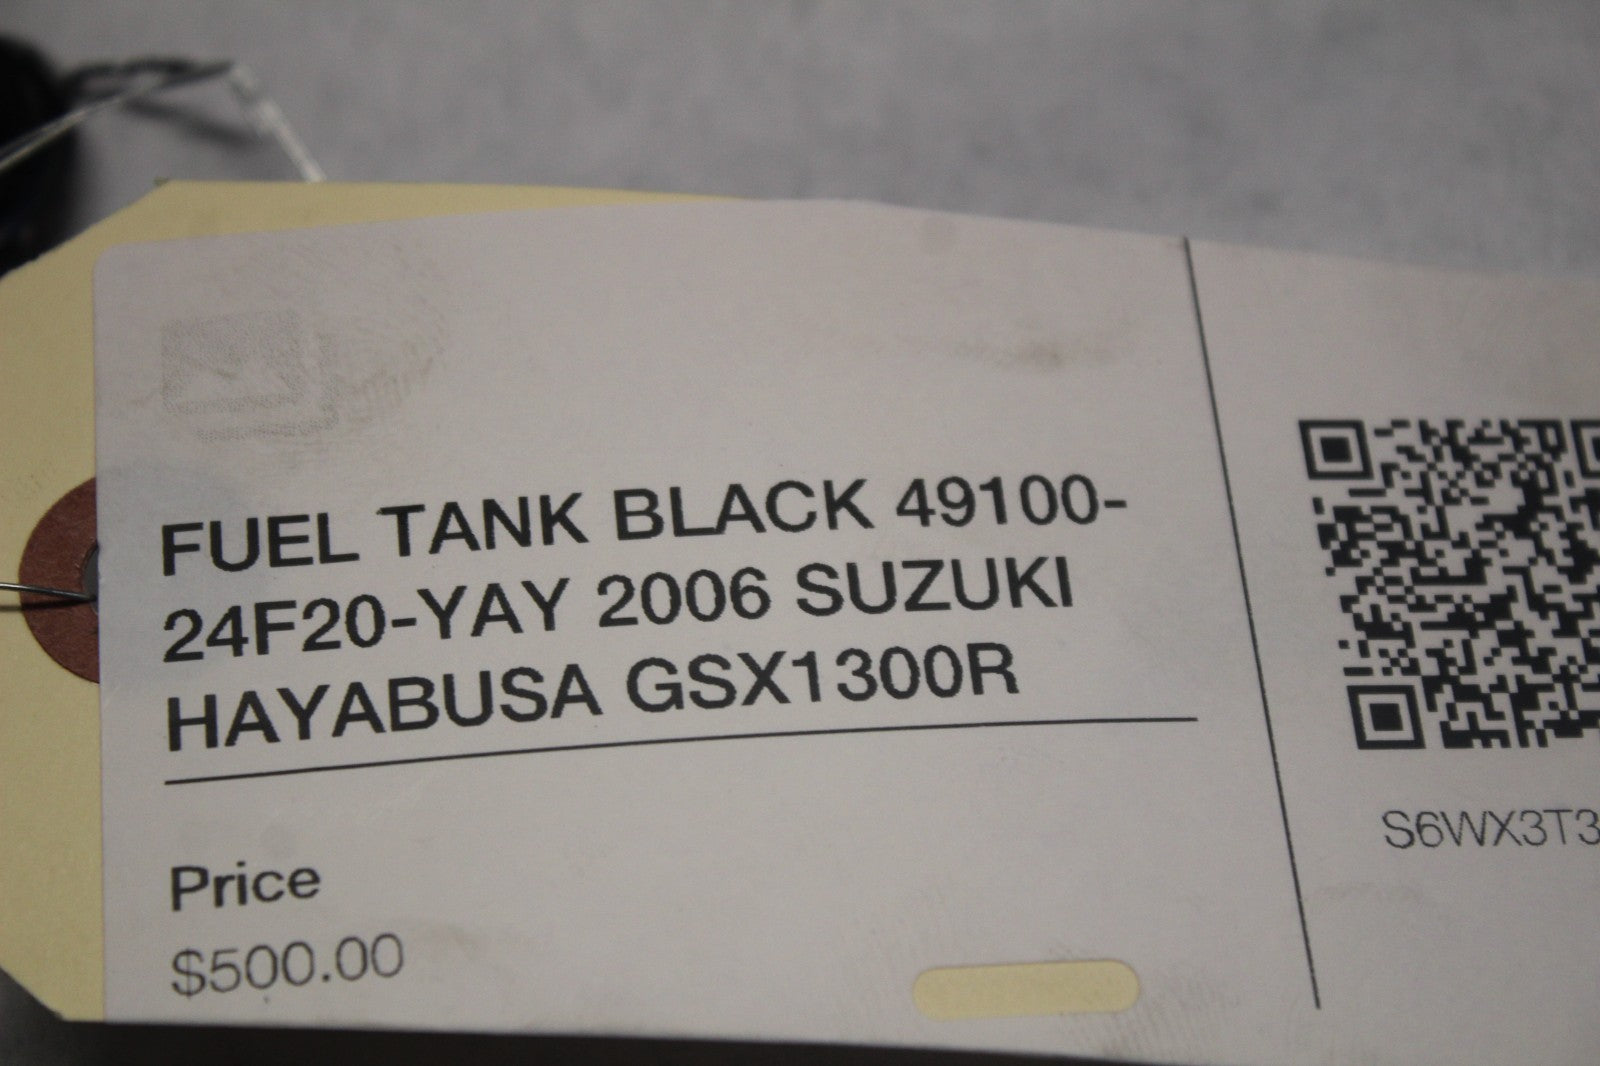 FUEL TANK BLACK 49100-
24F20-YAY 2006 SUZUKI
HAYABUSA GSX1300R
Price
$500.00
S6WX3T3